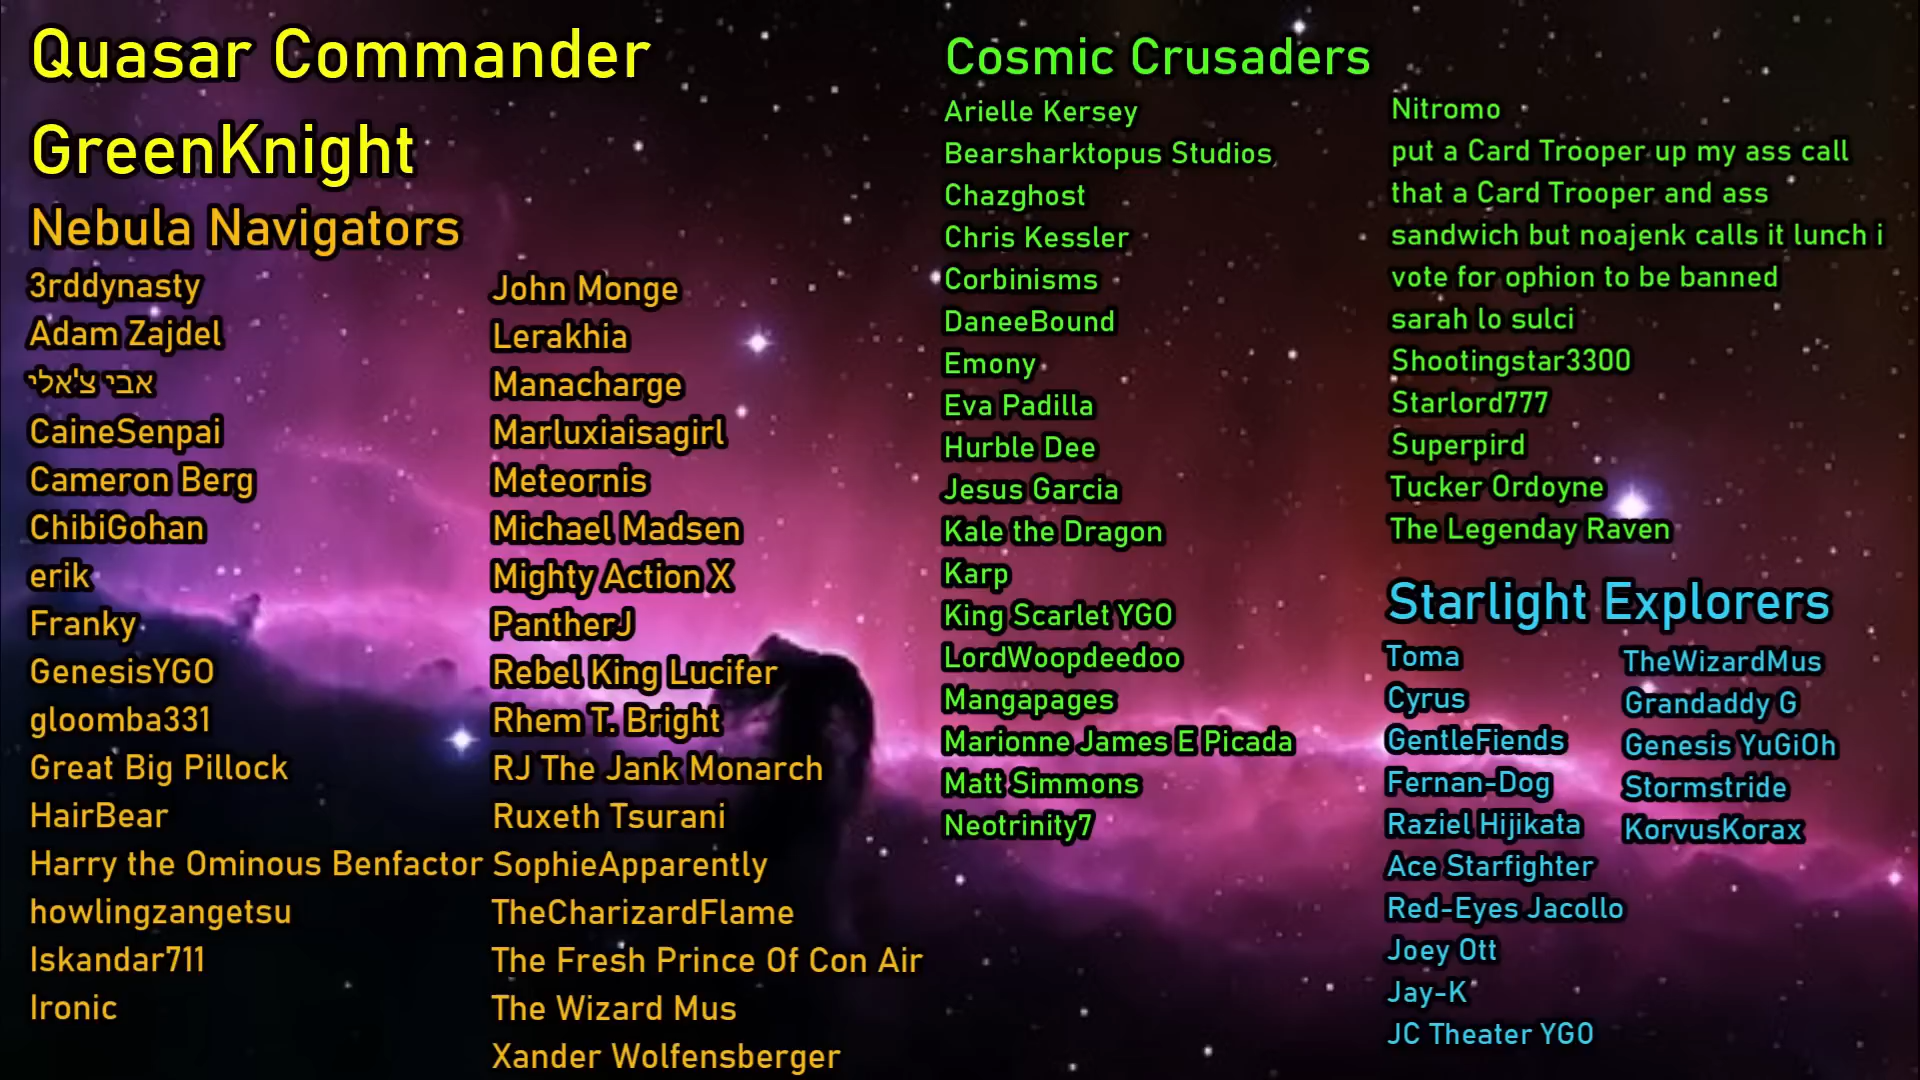 Quasar Commander
GreenKnight
Nebula Navigators
3rddynasty
Adam Zajdel
אבי צ'אלי
CaineSenpai
Cameron Berg
ChibiGohan
erik
Franky
GenesisYGO
gloomba331
Great Big Pillock
HairBear
Harry the Ominous Benfactor
howlingzangetsu
Iskandar711
Ironic
John Monge
Lerakhia
Manacharge
Marluxiaisagirl
Meteornis
Michael Madsen
Mighty Action X
PantherJ
Rebel King Lucifer
Rhem T. Bright
RJ The Jank Monarch
Ruxeth Tsurani
SophieApparently
TheCharizardFlame
The Fresh Prince Of Con Air
The Wizard Mus
Xander Wolfensberger
Cosmic Crusaders
Arielle Kersey
Bearsharktopus Studios
Chazghost
Chris Kessler
Corbinisms
DaneeBound
Emony
Eva Padilla
Hurble Dee
Jesus Garcia
Kale the Dragon
Karp
King Scarlet YGO
LordWoopdeedoo
Mangapages
Marionne James E Picada
Matt Simmons
Neotrinity7
Nitromo
put a Card Trooper up my ass call
that a Card Trooper and ass
sandwich but noajenk calls it lunch i
vote for ophion to be banned
sarah lo sulci
Shootingstar3300
Starlord777
Superpird
Tucker Ordoyne
The Legenday Raven
Starlight Explorers
Toma
Cyrus
GentleFiends
Fernan-Dog
Raziel Hijikata
Ace Starfighter
Red-Eyes Jacollo
Joey Ott
Jay-K
JC Theater YGO
TheWizardMus
Grandaddy G
Genesis YuGiOh
Stormstride
KorvusKorax